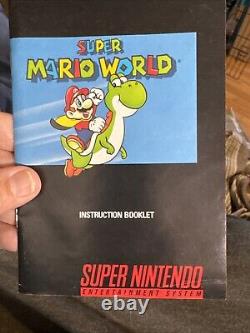 SUPER
MARIO WORLD
INSTRUCTION BOOKLET
SUPER NINTENDO
ENTERTAINMENT SYSTEM